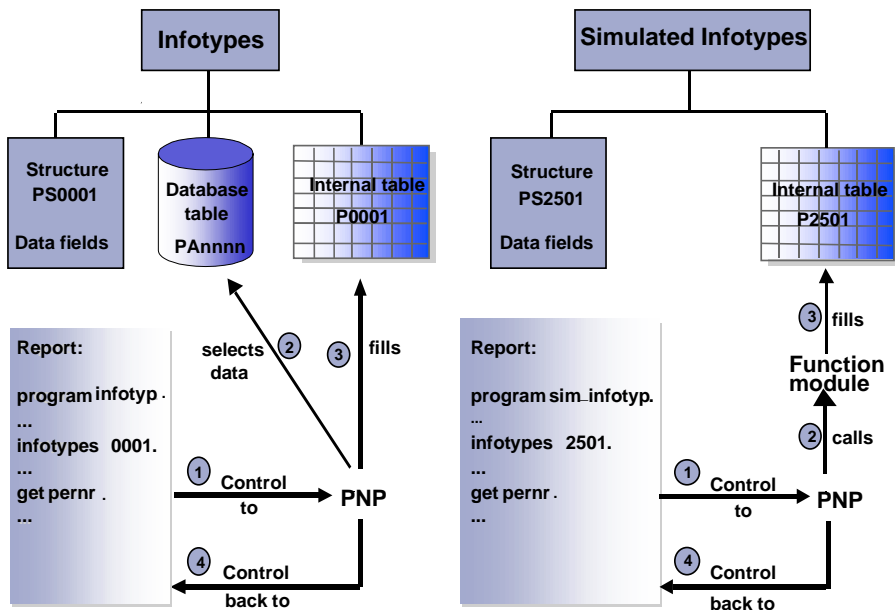 Infotypes
Structure
PS0001
Data fields
Database
table
PAnnnn
Internal table
P0001
Report:
program infotyp .
...
infotypes 0001.
...
get pernr .
...
selects
data
2
3
fills
1
Control
to
PNP
4
Control
back to
Simulated Infotypes
Structure
PS2501
Data fields
Internal table
P2501
3
fills
Function
module
2
calls
Report:
program sim_infotyp.
...
infotypes 2501.
...
get pernr .
...
1
Control
to
PNP
4
Control
back to